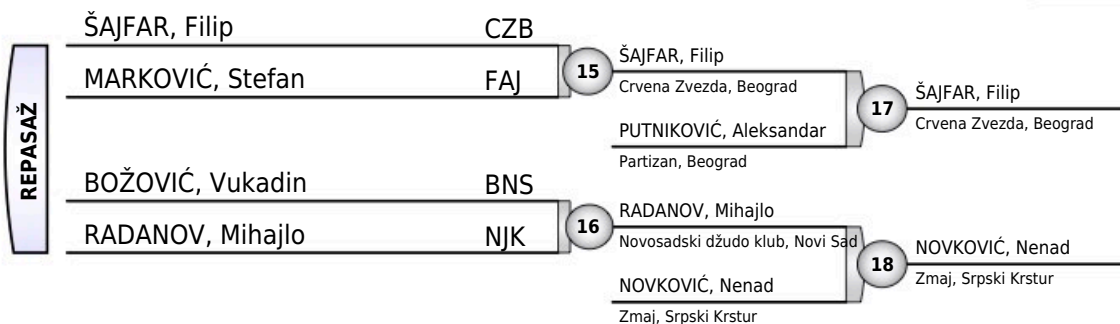 REPASAŽ
ŠAJFAR, Filip CZB
MARKOVIĆ, Stefan FAJ
BOŽOVIĆ, Vukadin BNS
RADANOV, Mihajlo NJK
15
16
ŠAJFAR, Filip
Crvena Zvezda, Beograd
PUTNIKOVIĆ, Aleksandar
Partizan, Beograd
RADANOV, Mihajlo
Novosadski džudo klub, Novi Sad
NOVKOVIĆ, Nenad
Zmaj, Srpski Krstur
17
18
ŠAJFAR, Filip
Crvena Zvezda, Beograd
NOVKOVIĆ, Nenad
Zmaj, Srpski Krstur